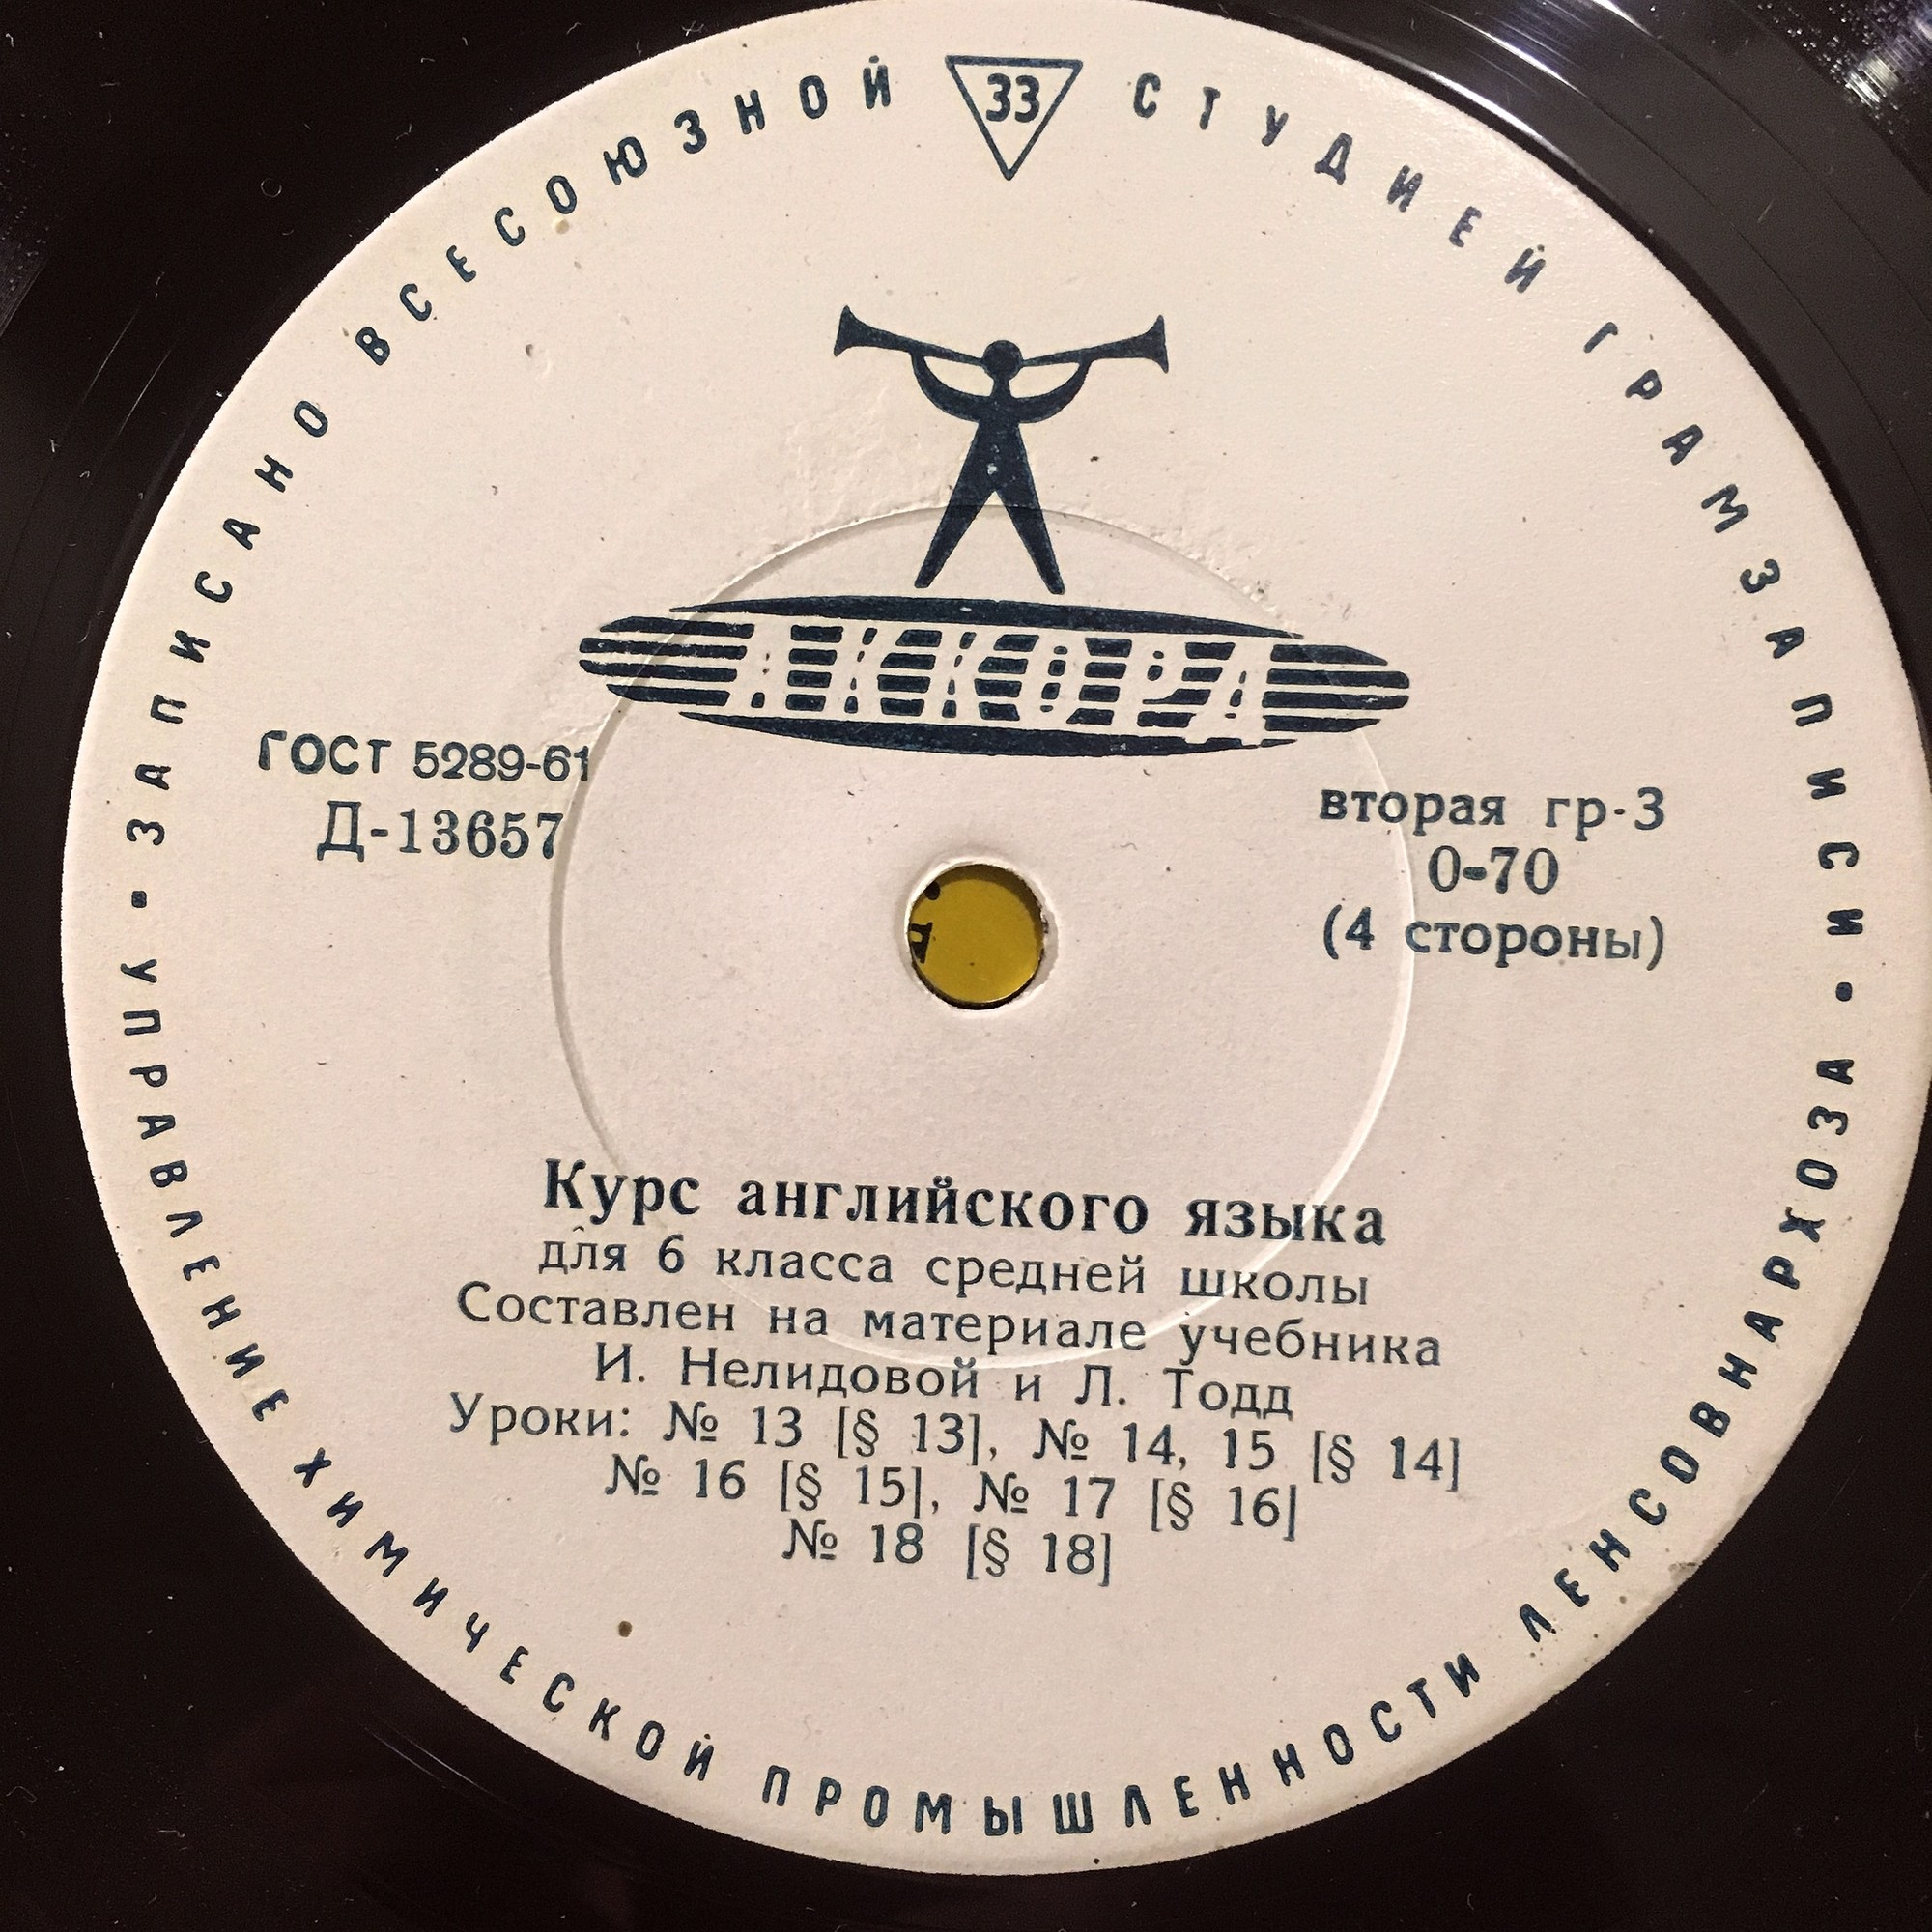 ЗАПИСАНО ВСЕСОЮЗНОЙ СТУДИЕЙ ГРАМЗАПИСИ
33
АККОРД
ГОСТ 5289-61
Д-13657
вторая гр-3
0-70
(4 стороны)
Курс английского языка
для 6 класса средней школы
Составлен на материале учебника
И. Нелидовой и Л. Тодд
Уроки: № 13 [§ 13], № 14, 15 [§ 14]
№ 16 [§ 15], № 17 [§ 16]
№ 18 [§ 18]
• УПРАВЛЕНИЕ ХИМИЧЕСКОЙ ПРОМЫШЛЕННОСТИ ЛЕНСОВНАРХОЗА •